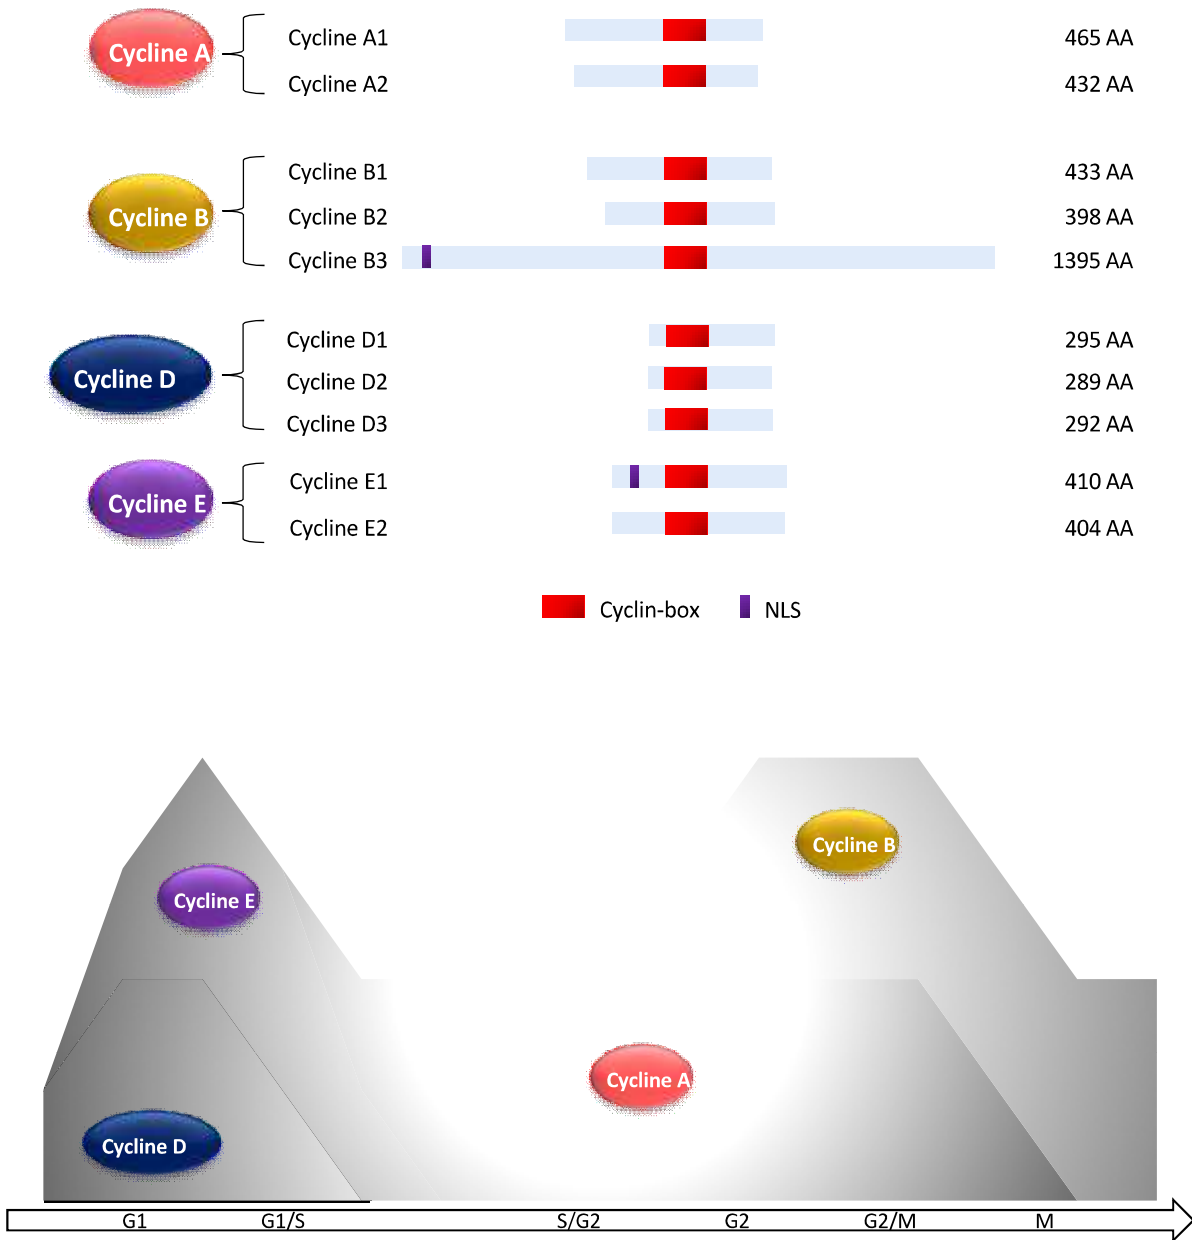 Cycline A
Cycline A1 465 AA
Cycline A2 432 AA
Cycline B
Cycline B1 433 AA
Cycline B2 398 AA
Cycline B3 1395 AA
Cycline D
Cycline D1 295 AA
Cycline D2 289 AA
Cycline D3 292 AA
Cycline E
Cycline E1 410 AA
Cycline E2 404 AA
Cyclin-box NLS
Cycline B
Cycline E
Cycline A
Cycline D
G1 G1/S S/G2 G2 G2/M M